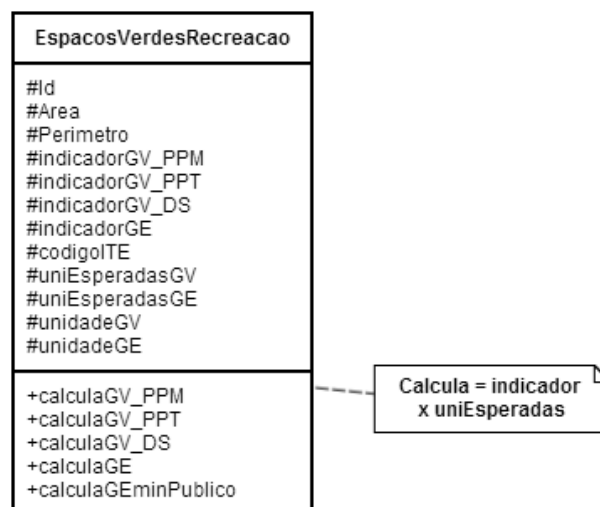 EspacosVerdesRecreacao
#Id
#Area
#Perimetro
#indicadorGV_PPM
#indicadorGV_PPT
#indicadorGV_DS
#indicadorGE
#codigoITE
#uniEsperadasGV
#uniEsperadasGE
#unidadeGV
#unidadeGE
+calculaGV_PPM
+calculaGV_PPT
+calculaGV_DS
+calculaGE
+calculaGEminPublico
Calcula = indicador
x uniEsperadas